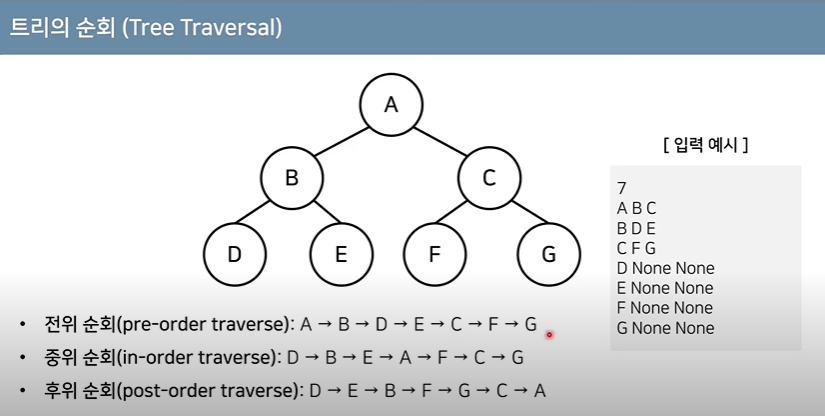 트리의 순회 (Tree Traversal)
A
B
C
D
E
F
G
[ 입력 예시 ]
7
A B C
B D E
C F G
D None None
E None None
F None None
G None None
• 전위 순회(pre-order traverse): A → B → D → E → C → F → G
• 중위 순회(in-order traverse): D → B → E → A → F → C → G
• 후위 순회(post-order traverse): D → E → B → F → G → C → A